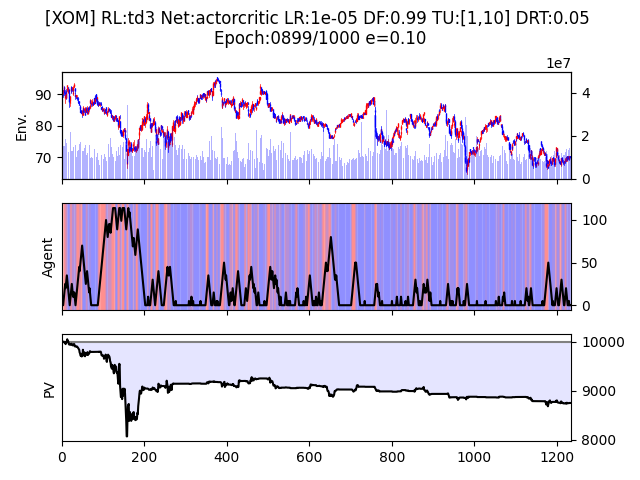 [XOM] RL:td3 Net:actorcritic LR:1e-05 DF:0.99 TU:[1,10] DRT:0.05
Epoch:0899/1000 e=0.10
1e7
Env.
90
80
70
4
2
0
Agent
100
50
0
PV
10000
9000
8000
0 200 400 600 800 1000 1200